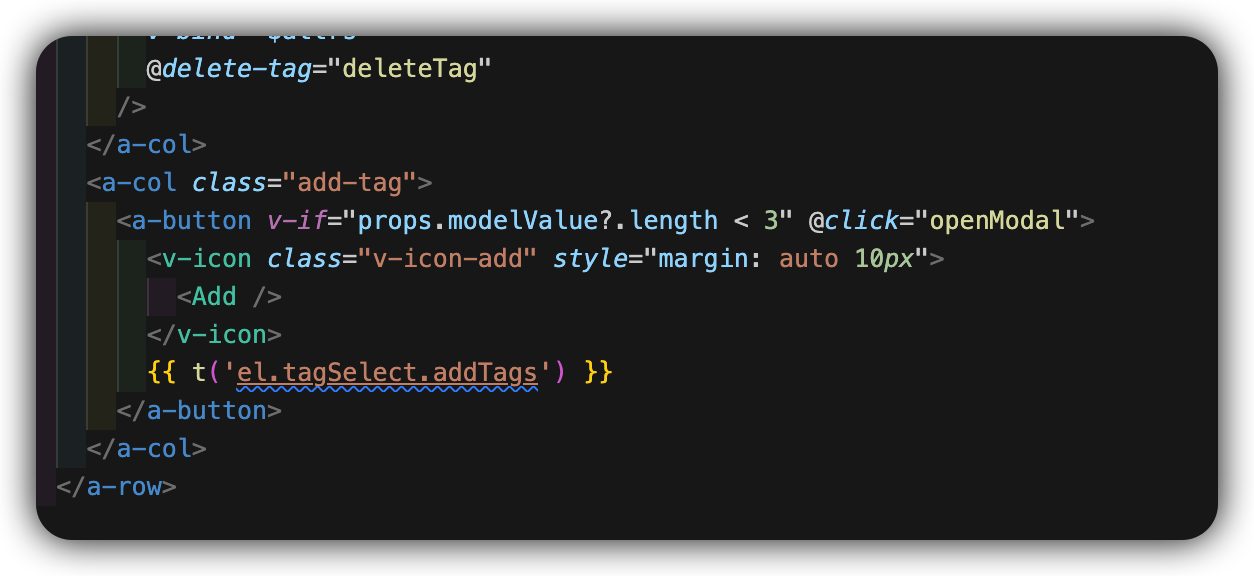 @delete-tag="deleteTag"
/>
</a-col>
<a-col class="add-tag">
<a-button v-if="props.modelValue?.length < 3" @click="openModal">
<v-icon class="v-icon-add" style="margin: auto 10px">
<Add />
</v-icon>
{{ t('el.tagSelect.addTags') }}
</a-button>
</a-col>
</a-row>